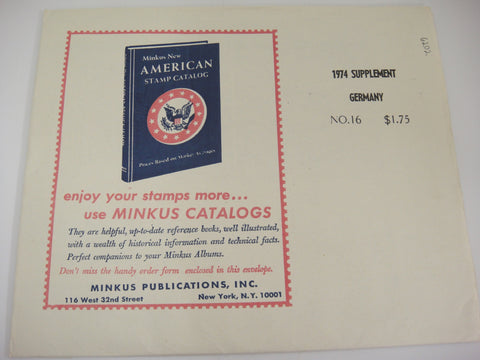 Minkus New
AMERICAN
STAMP CATALOG
Prices Based on Market Averages
enjoy your stamps more...
use MINKUS CATALOGS
They are helpful, up-to-date reference books, well illustrated,
with a wealth of historical information and technical facts.
Perfect companions to your Minkus Albums.
Don't miss the handy order form enclosed in this envelope.
MINKUS PUBLICATIONS, INC.
116 West 32nd Street New York, N.Y. 10001
1974 SUPPLEMENT
GERMANY
NO.16 $1.75